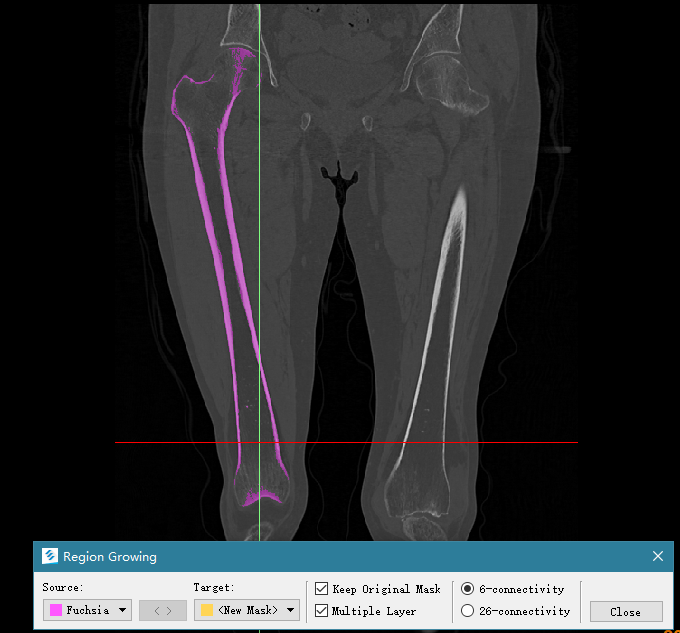 Region Growing
Source:
Target:
Keep Original Mask
6-connectivity
Fuchsia
< >
<New Mask>
Multiple Layer
26-connectivity
Close